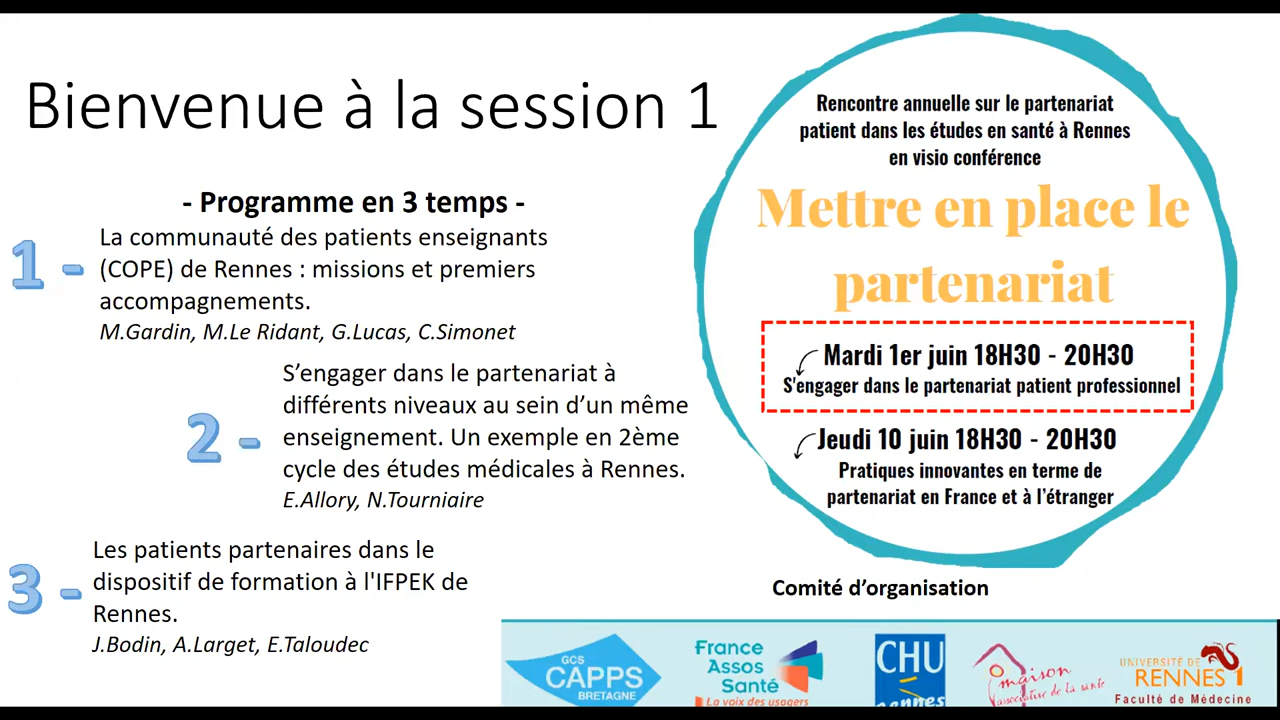 Bienvenue à la session 1
- Programme en 3 temps -
1 -
La communauté des patients enseignants
(COPE) de Rennes : missions et premiers
accompagnements.
M.Gardin, M.Le Ridant, G.Lucas, C.Simonet
2 -
S’engager dans le partenariat à
différents niveaux au sein d’un même
enseignement. Un exemple en 2ème
cycle des études médicales à Rennes.
E.Allory, N.Tourniaire
3 -
Les patients partenaires dans le
dispositif de formation à l'IFPEK de
Rennes.
J.Bodin, A.Larget, E.Taloudec
Rencontre annuelle sur le partenariat
patient dans les études en santé à Rennes
en visio conférence
Mettre en place le
partenariat
Mardi 1er juin 18H30 - 20H30
S'engager dans le partenariat patient professionnel
Jeudi 10 juin 18H30 - 20H30
Pratiques innovantes en terme de
partenariat en France et à l’étranger
Comité d’organisation
GCS
CAPPS
BRETAGNE
France
Assos
Santé
La voix des usagers
CHU
Rennes
maison
associative de la santé
UNIVERSITÉ DE
RENNES 1
Faculté de Médecine